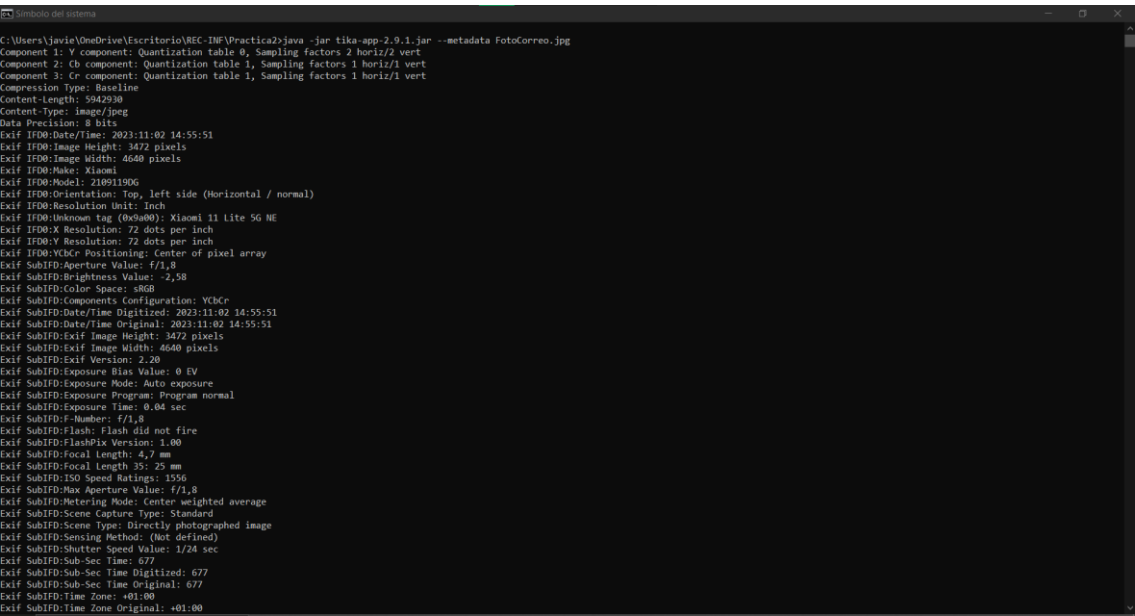 Símbolo del sistema
C:\Users\javie\OneDrive\Escritorio\REC-INF\Practica2>java -jar tika-app-2.9.1.jar --metadata FotoCorreo.jpg
Component 1: Y component: Quantization table 0, Sampling factors 2 horiz/2 vert
Component 2: Cb component: Quantization table 1, Sampling factors 1 horiz/1 vert
Component 3: Cr component: Quantization table 1, Sampling factors 1 horiz/1 vert
Compression Type: Baseline
Content-Length: 5942930
Content-Type: image/jpeg
Data Precision: 8 bits
Exif IFD0:Date/Time: 2023:11:02 14:55:51
Exif IFD0:Image Height: 3472 pixels
Exif IFD0:Image Width: 4640 pixels
Exif IFD0:Make: Xiaomi
Exif IFD0:Model: 2109119DG
Exif IFD0:Orientation: Top, left side (Horizontal / normal)
Exif IFD0:Resolution Unit: Inch
Exif IFD0:Unknown tag (0x9a00): Xiaomi 11 Lite 5G NE
Exif IFD0:X Resolution: 72 dots per inch
Exif IFD0:Y Resolution: 72 dots per inch
Exif IFD0:YCbCr Positioning: Center of pixel array
Exif SubIFD:Aperture Value: f/1,8
Exif SubIFD:Brightness Value: -2,58
Exif SubIFD:Color Space: sRGB
Exif SubIFD:Components Configuration: YCbCr
Exif SubIFD:Date/Time Digitized: 2023:11:02 14:55:51
Exif SubIFD:Date/Time Original: 2023:11:02 14:55:51
Exif SubIFD:Exif Image Height: 3472 pixels
Exif SubIFD:Exif Image Width: 4640 pixels
Exif SubIFD:Exif Version: 2.20
Exif SubIFD:Exposure Bias Value: 0 EV
Exif SubIFD:Exposure Mode: Auto exposure
Exif SubIFD:Exposure Program: Program normal
Exif SubIFD:Exposure Time: 0.04 sec
Exif SubIFD:F-Number: f/1,8
Exif SubIFD:Flash: Flash did not fire
Exif SubIFD:FlashPix Version: 1.00
Exif SubIFD:Focal Length: 4,7 mm
Exif SubIFD:Focal Length 35: 25 mm
Exif SubIFD:ISO Speed Ratings: 1556
Exif SubIFD:Max Aperture Value: f/1,8
Exif SubIFD:Metering Mode: Center weighted average
Exif SubIFD:Scene Capture Type: Standard
Exif SubIFD:Scene Type: Directly photographed image
Exif SubIFD:Sensing Method: (Not defined)
Exif SubIFD:Shutter Speed Value: 1/24 sec
Exif SubIFD:Sub-Sec Time: 677
Exif SubIFD:Sub-Sec Time Digitized: 677
Exif SubIFD:Sub-Sec Time Original: 677
Exif SubIFD:Time Zone: +01:00
Exif SubIFD:Time Zone Original: +01:00